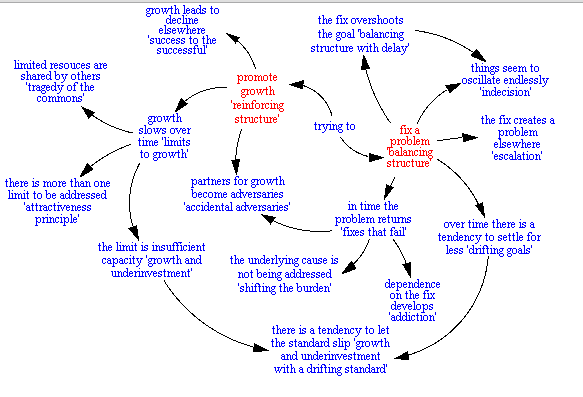 growth leads to
decline
elsewhere
'success to the
successful'
the fix overshoots
the goal 'balancing
structure with delay'
limited resouces are
shared by others
'tragedy of the
commons'
promote
growth
'reinforcing
structure'
things seem to
oscillate endlessly
'indecision'
growth
slows over
time 'limits
to growth'
trying to
fix a
problem
'balancing
structure'
the fix creates a
problem
elsewhere
'escalation'
there is more than one
limit to be addressed
'attractiveness
principle'
partners for growth
become adversaries
'accidental adversaries'
in time the
problem returns
'fixes that fail'
over time there is a
tendency to settle for
less 'drifting goals'
the limit is insufficient
capacity 'growth and
underinvestment'
the underlying cause is
not being addressed
'shifting the burden'
dependence
on the fix
develops
'addiction'
there is a tendency to let
the standard slip 'growth
and underinvestment
with a drifting standard'